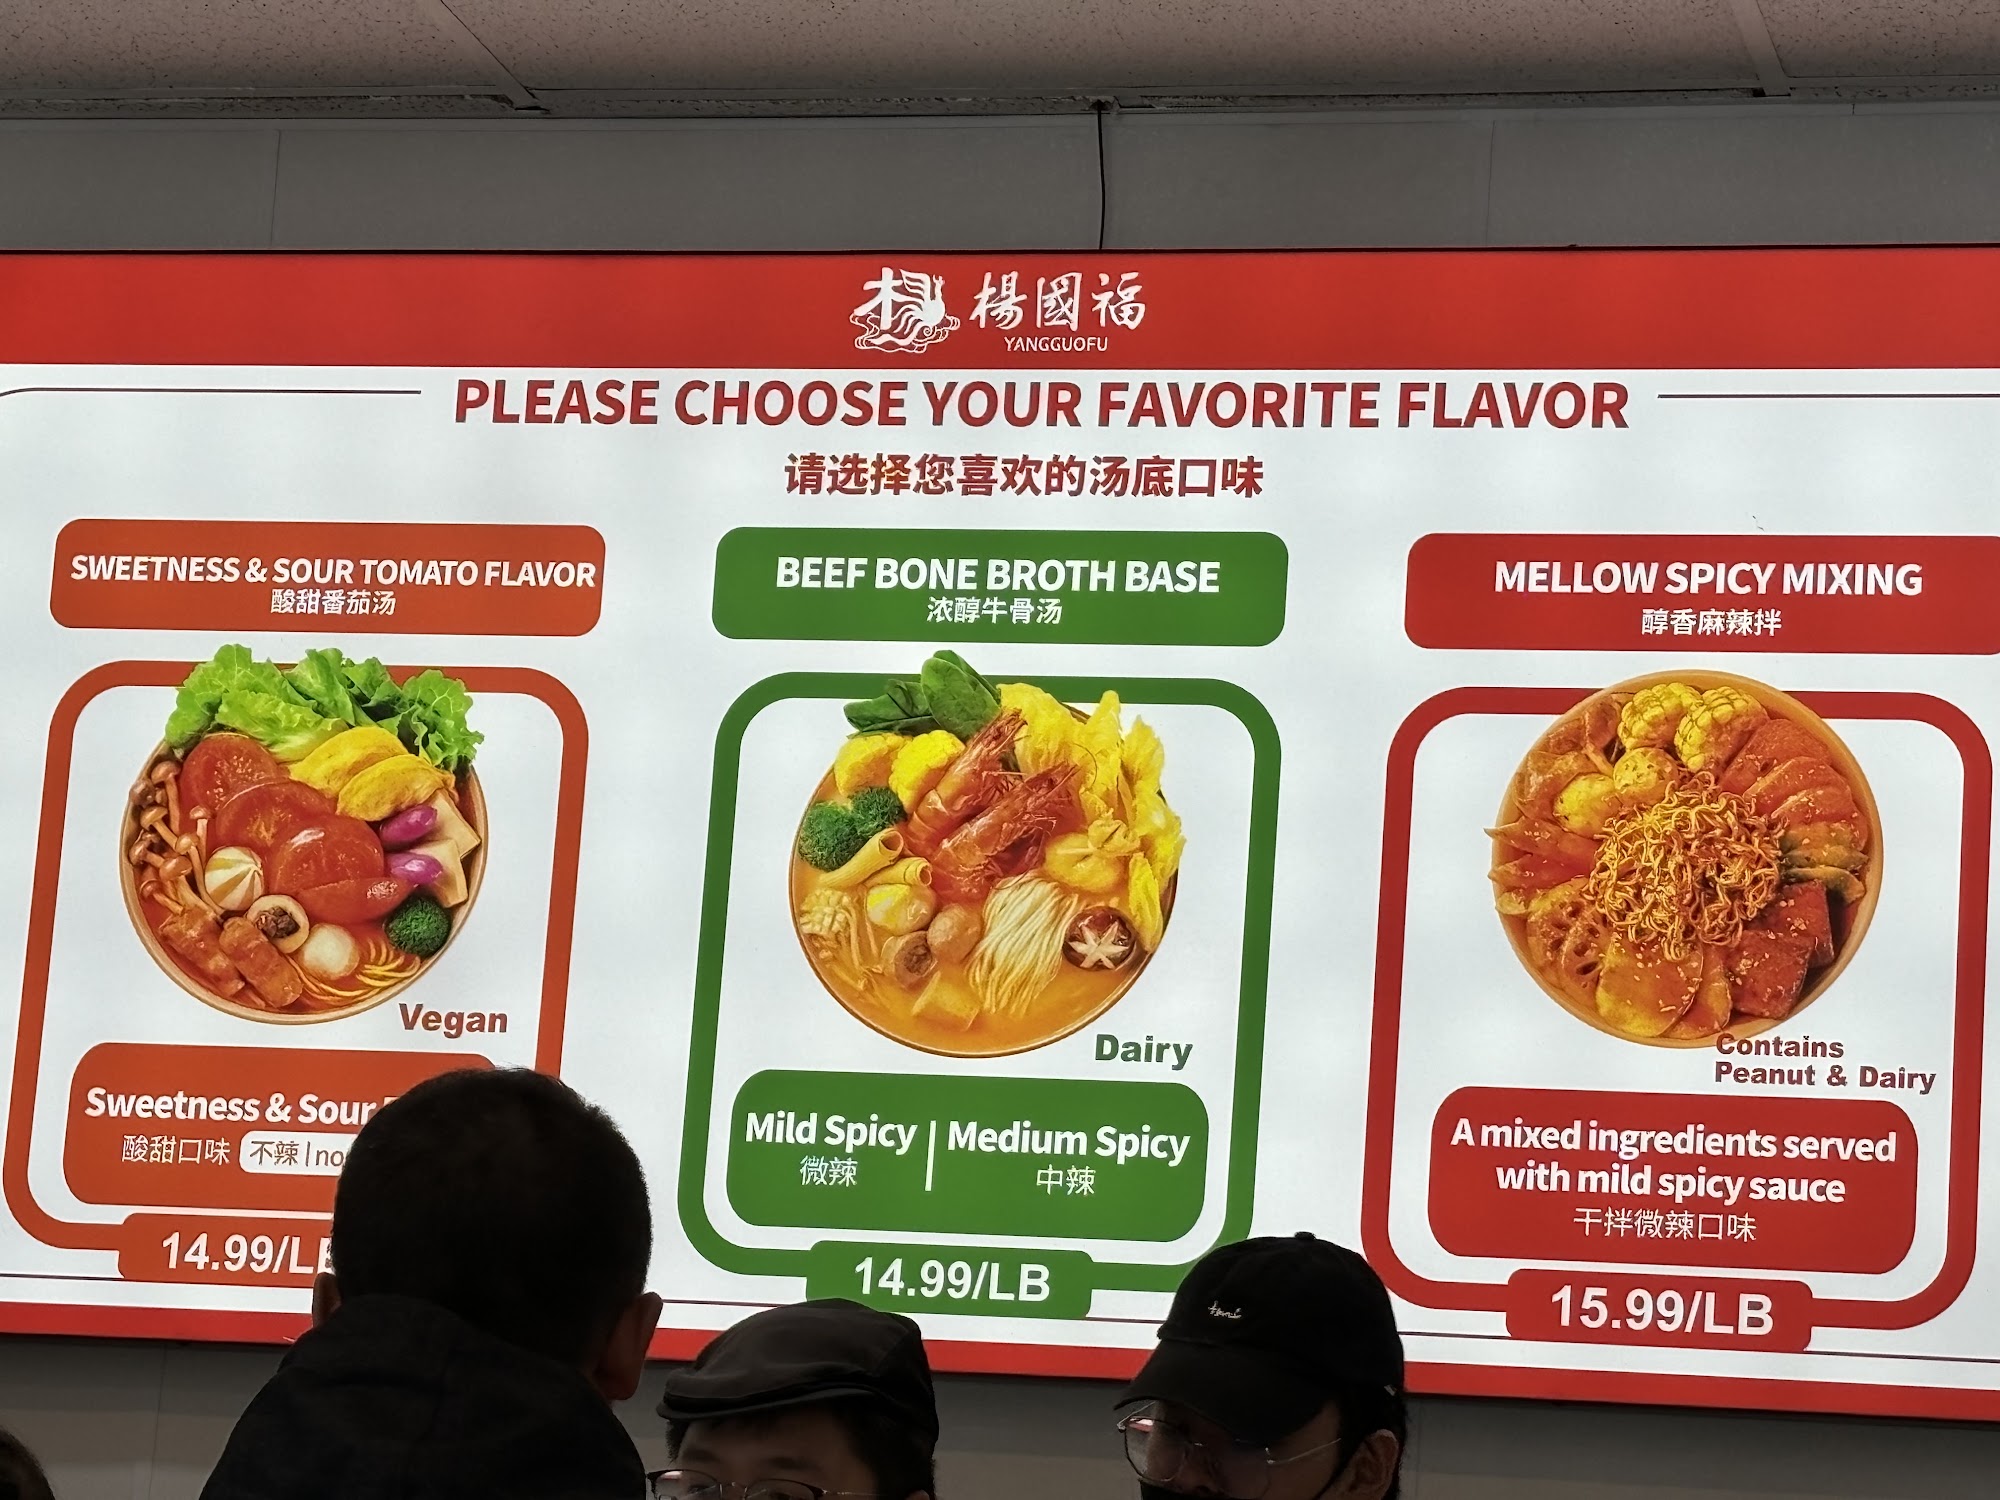 楊國福
YANGGUOFU
PLEASE CHOOSE YOUR FAVORITE FLAVOR
请选择您喜欢的汤底口味
SWEETNESS & SOUR TOMATO FLAVOR
酸甜番茄汤
Vegan
Sweetness & Sour
酸甜口味 不辣|no
14.99/LB
BEEF BONE BROTH BASE
浓醇牛骨汤
Dairy
Mild Spicy | Medium Spicy
微辣 中辣
14.99/LB
MELLOW SPICY MIXING
醇香麻辣拌
Contains
Peanut & Dairy
A mixed ingredients served
with mild spicy sauce
干拌微辣口味
15.99/LB